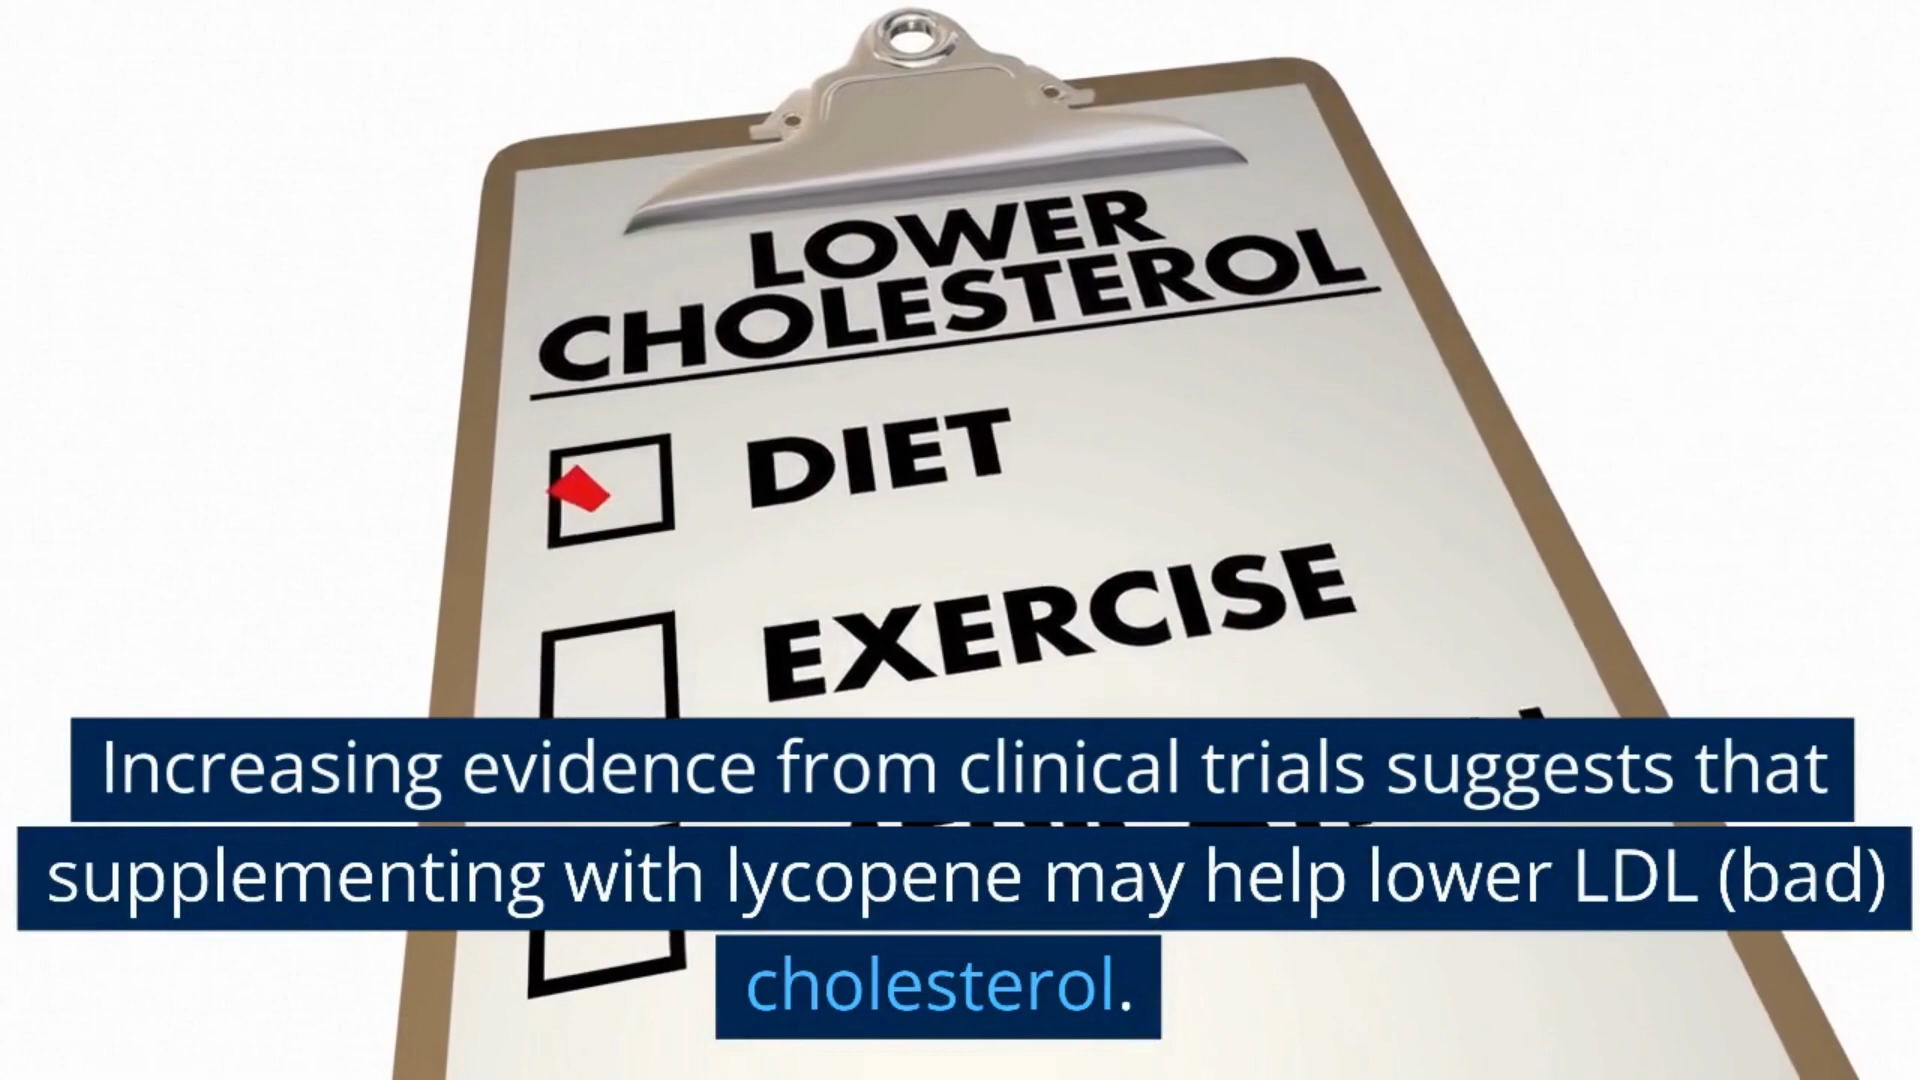 LOWER
CHOLESTEROL
DIET
EXERCISE
Increasing evidence from clinical trials suggests that
supplementing with lycopene may help lower LDL (bad)
cholesterol.